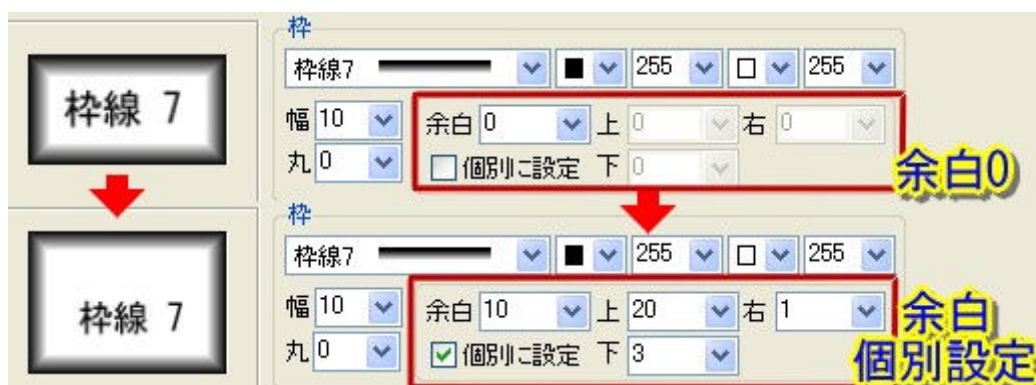 枠
枠線7 255 255
枠線 7
幅 10 余白 0 上 0 右 0
丸 0 個別に設定 下 0
余白0
枠
枠線7 255 255
枠線 7
幅 10 余白 10 上 20 右 1
丸 0 個別に設定 下 3
余白
個別設定